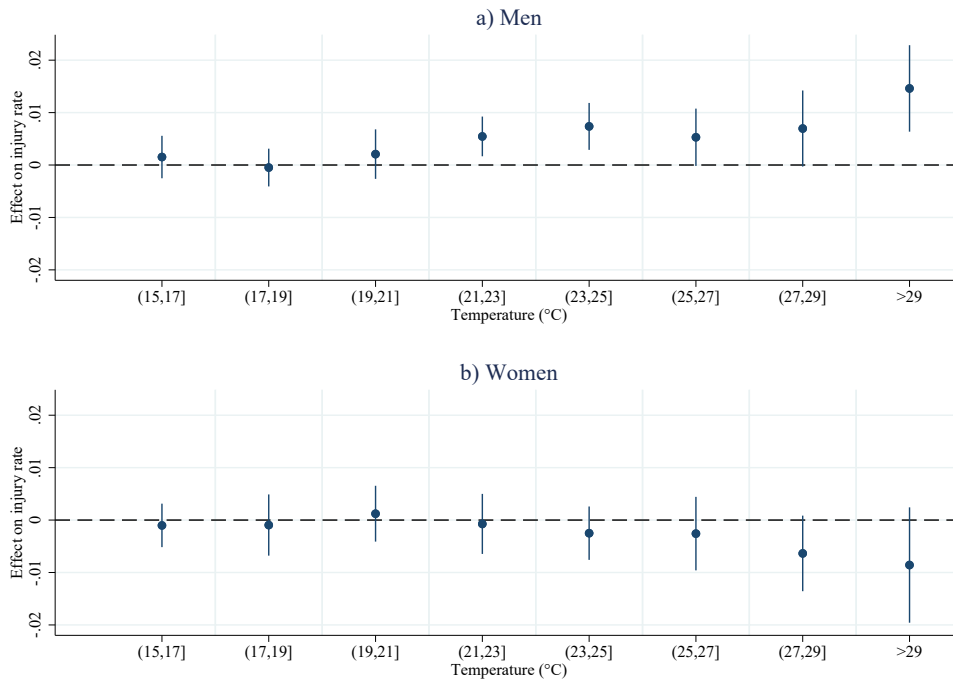 a) Men
Effect on injury rate
.02
.01
0
-.01
-.02
(15,17] (17,19] (19,21] (21,23] (23,25] (25,27] (27,29] >29
Temperature (°C)
b) Women
Effect on injury rate
.02
.01
0
-.01
-.02
(15,17] (17,19] (19,21] (21,23] (23,25] (25,27] (27,29] >29
Temperature (°C)